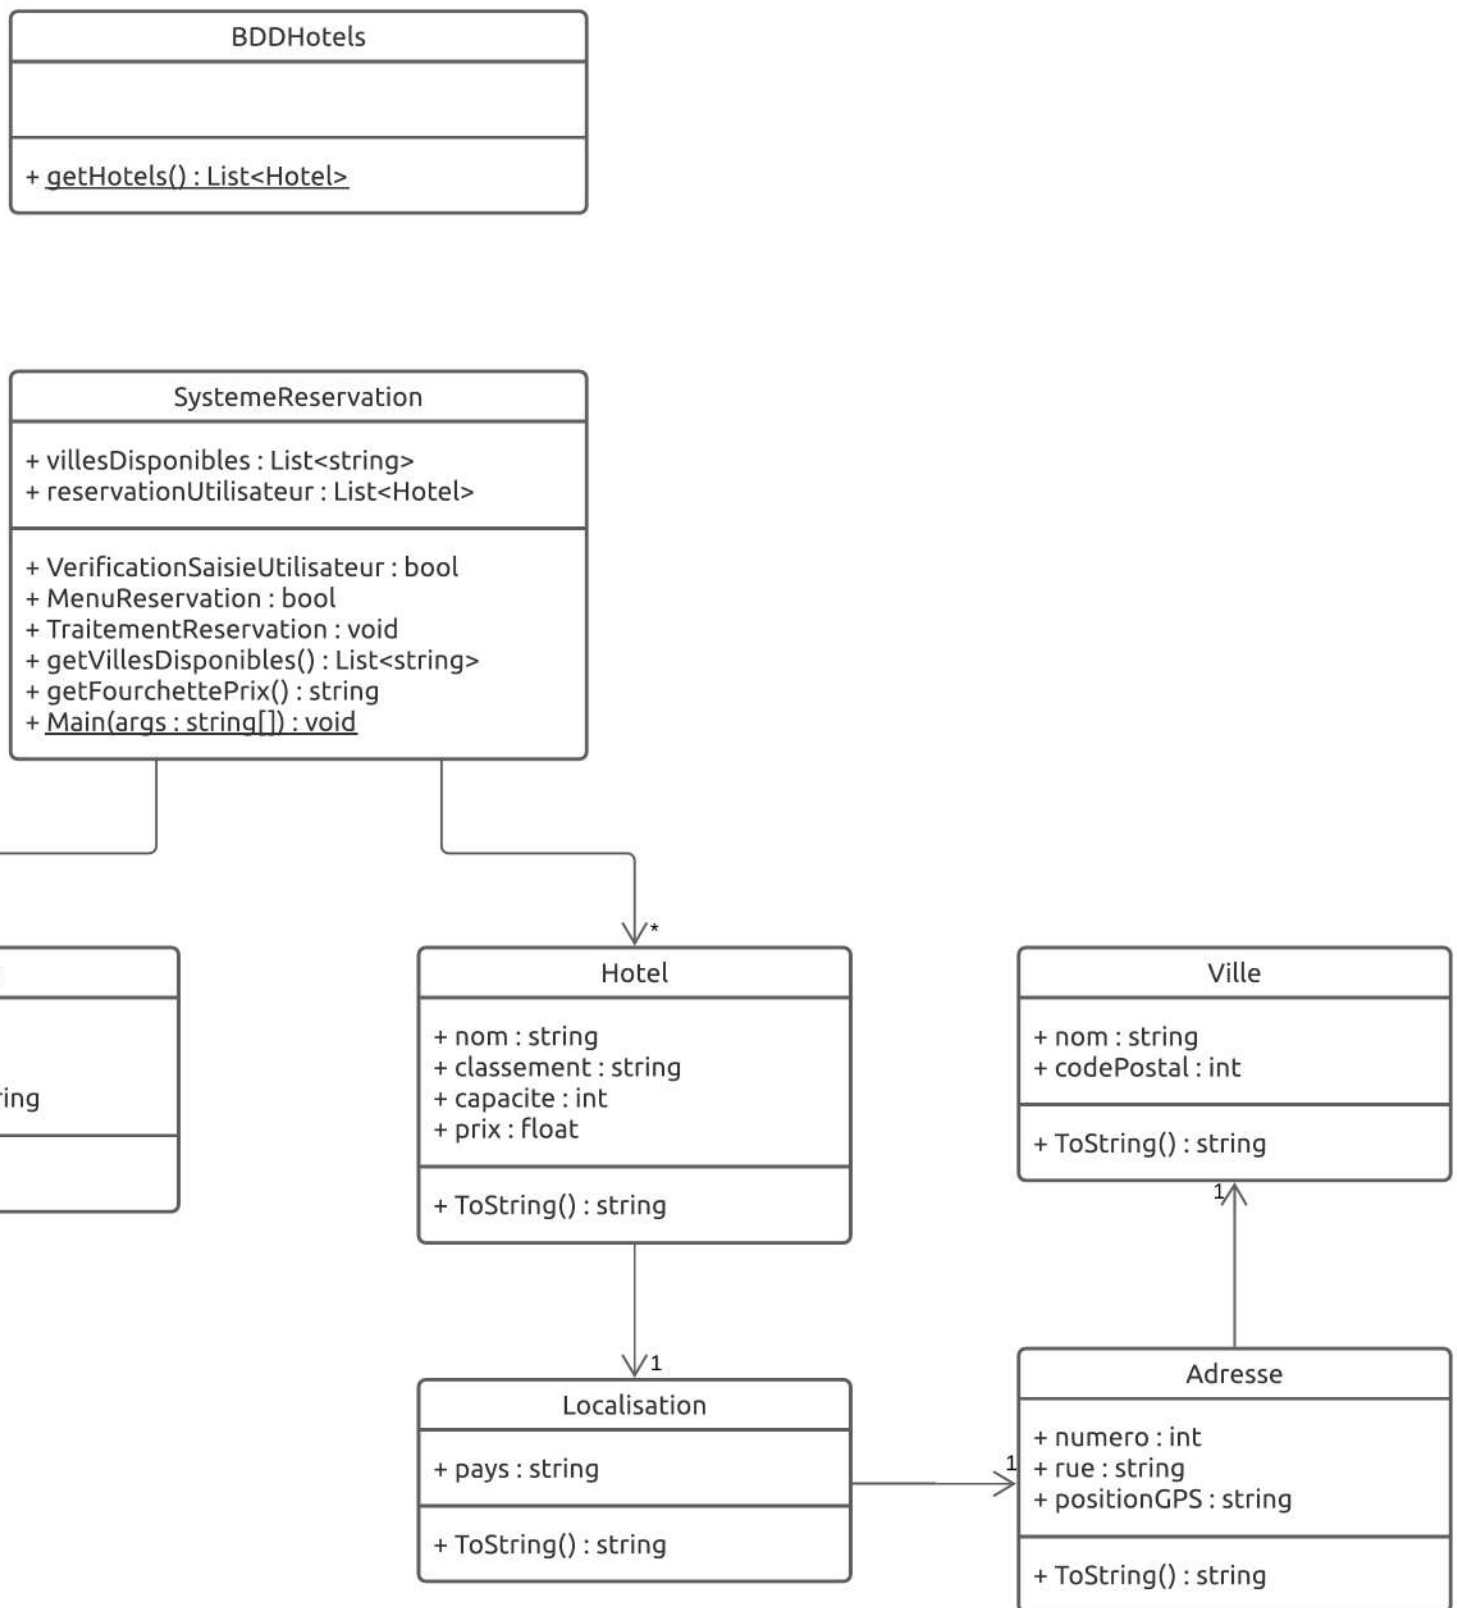 BDDHotels
+ getHotels() : List<Hotel>
SystemeReservation
+ villesDisponibles : List<string>
+ reservationUtilisateur : List<Hotel>
+ VerificationSaisieUtilisateur : bool
+ MenuReservation : bool
+ TraitementReservation : void
+ getVillesDisponibles() : List<string>
+ getFourchettePrix() : string
+ Main(args : string[]) : void
*
ing
Hotel
+ nom : string
+ classement : string
+ capacite : int
+ prix : float
+ ToString() : string
Ville
+ nom : string
+ codePostal : int
+ ToString() : string
1
1
Localisation
+ pays : string
+ ToString() : string
1
Adresse
+ numero : int
+ rue : string
+ positionGPS : string
+ ToString() : string